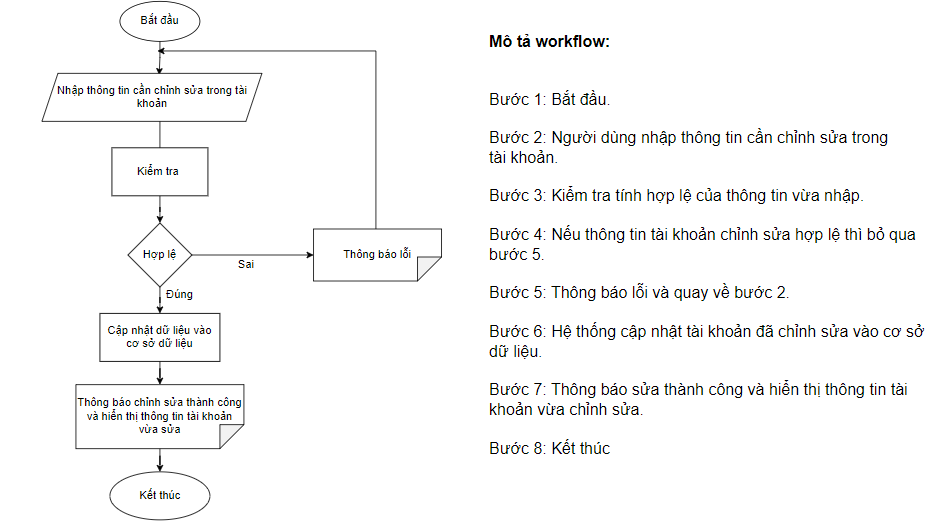 Bắt đầu
Nhập thông tin cần chỉnh sửa trong tài
khoản
Kiểm tra
Hợp lệ
Sai
Thông báo lỗi
Đúng
Cập nhật dữ liệu vào
cơ sở dữ liệu
Thông báo chỉnh sửa thành công
và hiển thị thông tin tài khoản
vừa sửa
Kết thúc
Mô tả workflow:
Bước 1: Bắt đầu.
Bước 2: Người dùng nhập thông tin cần chỉnh sửa trong
tài khoản.
Bước 3: Kiểm tra tính hợp lệ của thông tin vừa nhập.
Bước 4: Nếu thông tin tài khoản chỉnh sửa hợp lệ thì bỏ qua
bước 5.
Bước 5: Thông báo lỗi và quay về bước 2.
Bước 6: Hệ thống cập nhật tài khoản đã chỉnh sửa vào cơ sở
dữ liệu.
Bước 7: Thông báo sửa thành công và hiển thị thông tin tài
khoản vừa chỉnh sửa.
Bước 8: Kết thúc